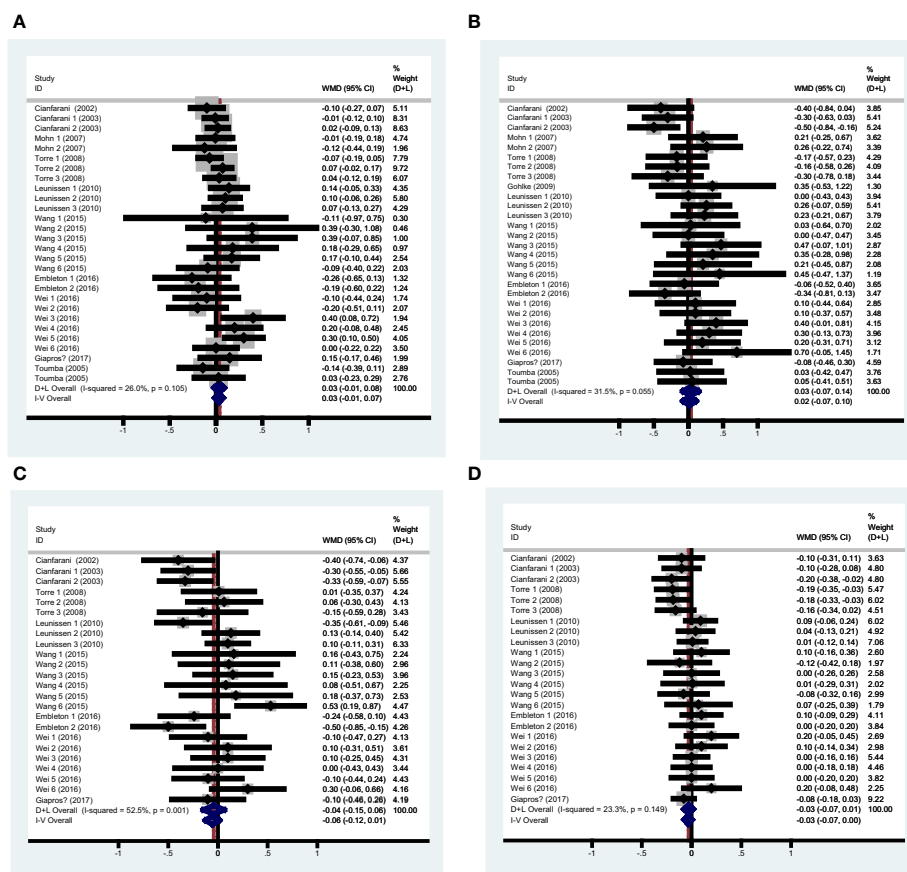 A
%
Study Weight
ID WMD (95% CI) (D+L)
Cianfarani (2002) -0.10 (-0.27, 0.07) 5.11
Cianfarani 1 (2003) -0.01 (-0.12, 0.10) 8.31
Cianfarani 2 (2003) 0.02 (-0.09, 0.13) 8.63
Mohn 1 (2007) -0.01 (-0.19, 0.18) 4.74
Mohn 2 (2007) -0.12 (-0.44, 0.19) 1.96
Torre 1 (2008) -0.07 (-0.19, 0.05) 7.79
Torre 2 (2008) 0.07 (-0.02, 0.17) 9.72
Torre 3 (2008) 0.04 (-0.12, 0.19) 6.07
Leunissen 1 (2010) 0.14 (-0.05, 0.33) 4.35
Leunissen 2 (2010) 0.10 (-0.06, 0.26) 5.80
Leunissen 3 (2010) 0.07 (-0.13, 0.27) 4.29
Wang 1 (2015) -0.11 (-0.97, 0.75) 0.30
Wang 2 (2015) 0.39 (-0.30, 1.08) 0.46
Wang 3 (2015) 0.39 (-0.07, 0.85) 1.00
Wang 4 (2015) 0.18 (-0.29, 0.65) 0.97
Wang 5 (2015) 0.17 (-0.10, 0.44) 2.54
Wang 6 (2015) -0.09 (-0.40, 0.22) 2.03
Embleton 1 (2016) -0.26 (-0.65, 0.13) 1.32
Embleton 2 (2016) -0.19 (-0.60, 0.22) 1.24
Wei 1 (2016) -0.10 (-0.44, 0.24) 1.74
Wei 2 (2016) -0.20 (-0.51, 0.11) 2.07
Wei 3 (2016) 0.40 (0.08, 0.72) 1.94
Wei 4 (2016) 0.20 (-0.08, 0.48) 2.45
Wei 5 (2016) 0.30 (0.10, 0.50) 4.05
Wei 6 (2016) 0.00 (-0.22, 0.22) 3.50
Giapros? (2017) 0.15 (-0.17, 0.46) 1.99
Toumba (2005) -0.14 (-0.39, 0.11) 2.89
Toumba (2005) 0.03 (-0.23, 0.29) 2.76
D+L Overall (I-squared = 26.0%, p = 0.105) 0.03 (-0.01, 0.08) 100.00
I-V Overall 0.03 (-0.01, 0.07)
-1 -.5 0 .5 1
B
%
Study Weight
ID WMD (95% CI) (D+L)
Cianfarani (2002) -0.40 (-0.84, 0.04) 3.85
Cianfarani 1 (2003) -0.30 (-0.63, 0.03) 5.41
Cianfarani 2 (2003) -0.50 (-0.84, -0.16) 5.24
Mohn 1 (2007) 0.21 (-0.25, 0.67) 3.62
Mohn 2 (2007) 0.26 (-0.22, 0.74) 3.39
Torre 1 (2008) -0.17 (-0.57, 0.23) 4.29
Torre 2 (2008) -0.16 (-0.58, 0.26) 4.09
Torre 3 (2008) -0.30 (-0.78, 0.18) 3.44
Gohlke (2009) 0.35 (-0.53, 1.22) 1.30
Leunissen 1 (2010) 0.00 (-0.43, 0.43) 3.94
Leunissen 2 (2010) 0.26 (-0.07, 0.59) 5.41
Leunissen 3 (2010) 0.23 (-0.21, 0.67) 3.79
Wang 1 (2015) 0.03 (-0.64, 0.70) 2.02
Wang 2 (2015) 0.00 (-0.47, 0.47) 3.45
Wang 3 (2015) 0.47 (-0.07, 1.01) 2.87
Wang 4 (2015) 0.35 (-0.28, 0.98) 2.28
Wang 5 (2015) 0.21 (-0.45, 0.87) 2.08
Wang 6 (2015) 0.45 (-0.47, 1.37) 1.19
Embleton 1 (2016) -0.06 (-0.52, 0.40) 3.65
Embleton 2 (2016) -0.34 (-0.81, 0.13) 3.47
Wei 1 (2016) 0.10 (-0.44, 0.64) 2.85
Wei 2 (2016) 0.10 (-0.37, 0.57) 3.48
Wei 3 (2016) 0.40 (-0.01, 0.81) 4.15
Wei 4 (2016) 0.30 (-0.13, 0.73) 3.96
Wei 5 (2016) 0.20 (-0.31, 0.71) 3.12
Wei 6 (2016) 0.70 (-0.05, 1.45) 1.71
Giapros? (2017) -0.08 (-0.46, 0.30) 4.59
Toumba (2005) 0.03 (-0.42, 0.47) 3.76
Toumba (2005) 0.05 (-0.41, 0.51) 3.63
D+L Overall (I-squared = 31.5%, p = 0.055) 0.03 (-0.07, 0.14) 100.00
I-V Overall 0.02 (-0.07, 0.10)
-1 -.5 0 .5 1
C
%
Study Weight
ID WMD (95% CI) (D+L)
Cianfarani (2002) -0.40 (-0.74, -0.06) 4.37
Cianfarani 1 (2003) -0.30 (-0.55, -0.05) 5.66
Cianfarani 2 (2003) -0.33 (-0.59, -0.07) 5.55
Torre 1 (2008) 0.01 (-0.35, 0.37) 4.24
Torre 2 (2008) 0.06 (-0.30, 0.43) 4.13
Torre 3 (2008) -0.15 (-0.59, 0.28) 3.43
Leunissen 1 (2010) -0.35 (-0.61, -0.09) 5.46
Leunissen 2 (2010) 0.13 (-0.14, 0.40) 5.42
Leunissen 3 (2010) 0.10 (-0.11, 0.31) 6.33
Wang 1 (2015) 0.16 (-0.43, 0.75) 2.24
Wang 2 (2015) 0.11 (-0.38, 0.60) 2.96
Wang 3 (2015) 0.15 (-0.23, 0.53) 3.96
Wang 4 (2015) 0.08 (-0.51, 0.67) 2.25
Wang 5 (2015) 0.18 (-0.37, 0.73) 2.53
Wang 6 (2015) 0.53 (0.19, 0.87) 4.47
Embleton 1 (2016) -0.24 (-0.58, 0.10) 4.43
Embleton 2 (2016) -0.50 (-0.85, -0.15) 4.26
Wei 1 (2016) -0.10 (-0.47, 0.27) 4.13
Wei 2 (2016) 0.10 (-0.31, 0.51) 3.61
Wei 3 (2016) 0.10 (-0.25, 0.45) 4.31
Wei 4 (2016) 0.00 (-0.43, 0.43) 3.44
Wei 5 (2016) -0.10 (-0.44, 0.24) 4.43
Wei 6 (2016) 0.30 (-0.06, 0.66) 4.16
Giapros? (2017) -0.10 (-0.46, 0.26) 4.19
D+L Overall (I-squared = 52.5%, p = 0.001) -0.04 (-0.15, 0.06) 100.00
I-V Overall -0.06 (-0.12, 0.01)
-1 -.5 0 .5 1
D
%
Study Weight
ID WMD (95% CI) (D+L)
Cianfarani (2002) -0.10 (-0.31, 0.11) 3.63
Cianfarani 1 (2003) -0.10 (-0.28, 0.08) 4.80
Cianfarani 2 (2003) -0.20 (-0.38, -0.02) 4.80
Torre 1 (2008) -0.19 (-0.35, -0.03) 5.47
Torre 2 (2008) -0.18 (-0.33, -0.03) 6.02
Torre 3 (2008) -0.16 (-0.34, 0.02) 4.51
Leunissen 1 (2010) 0.09 (-0.06, 0.24) 6.02
Leunissen 2 (2010) 0.04 (-0.13, 0.21) 4.92
Leunissen 3 (2010) 0.01 (-0.12, 0.14) 7.06
Wang 1 (2015) 0.10 (-0.16, 0.36) 2.60
Wang 2 (2015) -0.12 (-0.42, 0.18) 1.97
Wang 3 (2015) 0.00 (-0.26, 0.26) 2.58
Wang 4 (2015) 0.01 (-0.29, 0.31) 2.02
Wang 5 (2015) -0.08 (-0.32, 0.16) 2.99
Wang 6 (2015) 0.07 (-0.25, 0.39) 1.79
Embleton 1 (2016) 0.10 (-0.09, 0.29) 4.11
Embleton 2 (2016) 0.00 (-0.20, 0.20) 3.84
Wei 1 (2016) 0.20 (-0.05, 0.45) 2.69
Wei 2 (2016) 0.10 (-0.14, 0.34) 2.98
Wei 3 (2016) 0.00 (-0.16, 0.16) 5.44
Wei 4 (2016) 0.00 (-0.18, 0.18) 4.46
Wei 5 (2016) 0.00 (-0.20, 0.20) 3.82
Wei 6 (2016) 0.20 (-0.08, 0.48) 2.25
Giapros? (2017) -0.08 (-0.18, 0.03) 9.22
D+L Overall (I-squared = 23.3%, p = 0.149) -0.03 (-0.07, 0.01) 100.00
I-V Overall -0.03 (-0.07, 0.00)
-1 -.5 0 .5 1